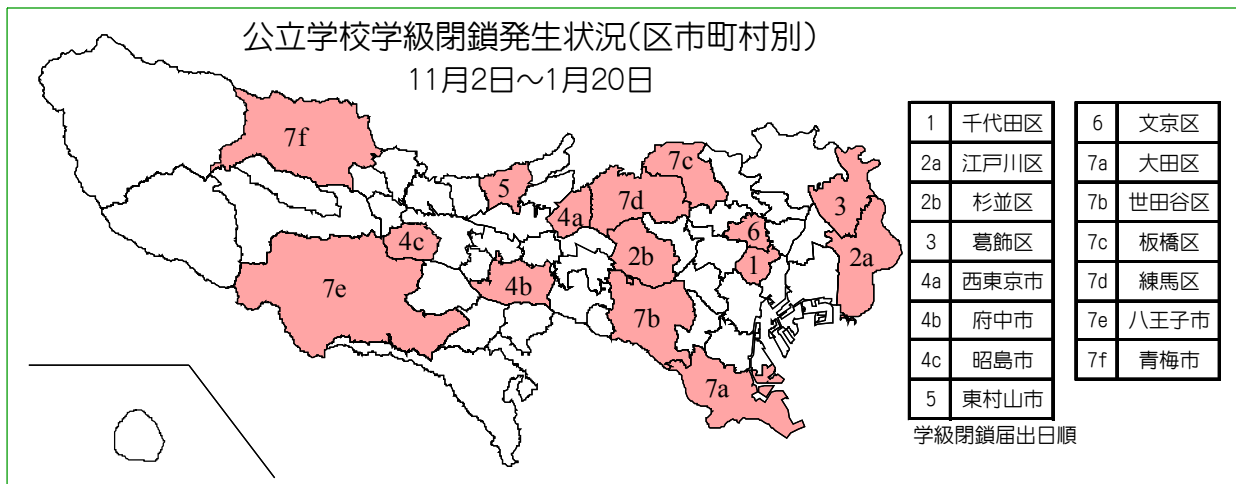 公立学校学級閉鎖発生状況(区市町村別)
11月2日～1月20日
7f
5
7c
7d
4a
3
6
4c
2b
1
2a
7e
4b
7b
7a
1 千代田区
2a 江戸川区
2b 杉並区
3 葛飾区
4a 西東京市
4b 府中市
4c 昭島市
5 東村山市
6 文京区
7a 大田区
7b 世田谷区
7c 板橋区
7d 練馬区
7e 八王子市
7f 青梅市
学級閉鎖届出日順